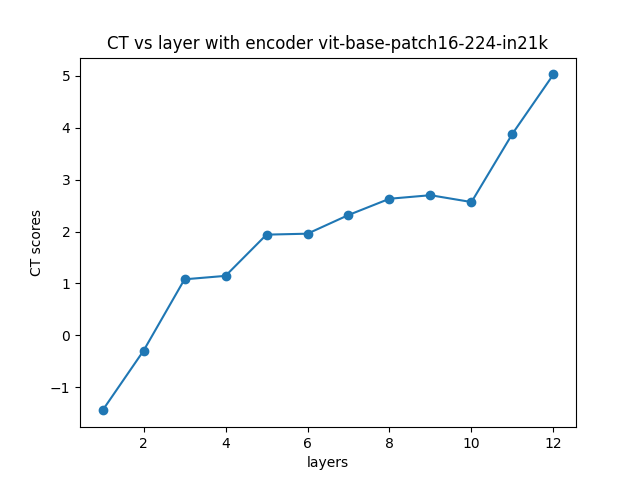 CT vs layer with encoder vit-base-patch16-224-in21k
5
4
3
2
1
0
−1
CT scores
2 4 6 8 10 12
layers